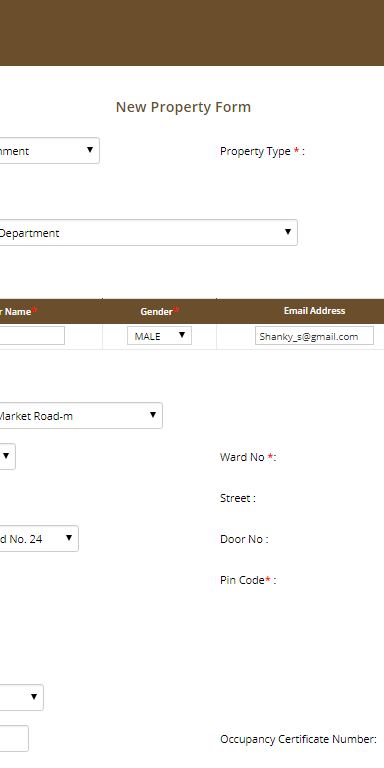 New Property Form
nment Property Type * :
Department
r Name* Gender* Email Address
MALE Shanky_s@gmail.com
Market Road-m
Ward No *:
Street :
d No. 24 Door No :
Pin Code* :
Occupancy Certificate Number: